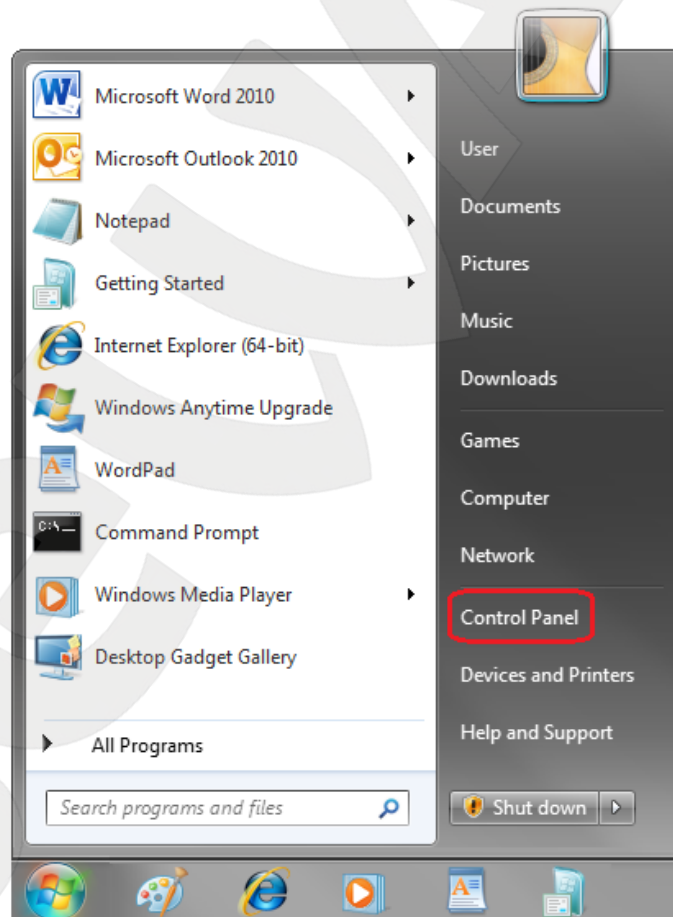 Microsoft Word 2010
Microsoft Outlook 2010
Notepad
Getting Started
Internet Explorer (64-bit)
Windows Anytime Upgrade
WordPad
C:\
Command Prompt
Windows Media Player
Desktop Gadget Gallery
All Programs
Search programs and files
User
Documents
Pictures
Music
Downloads
Games
Computer
Network
Control Panel
Devices and Printers
Help and Support
Shut down